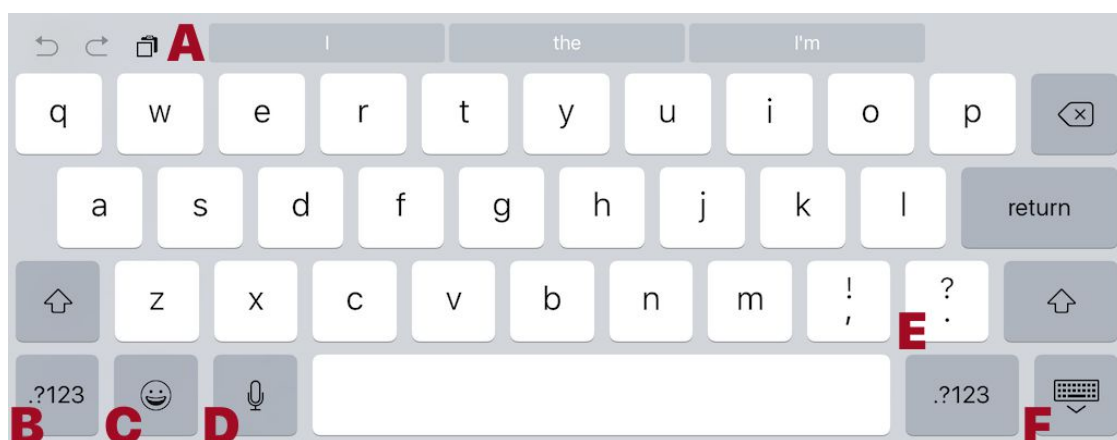 A I the I'm
q w e r t y u i o p
a s d f g h j k l return
z x c v b n m ! , ? .
E
.?123 .?123
B C D F